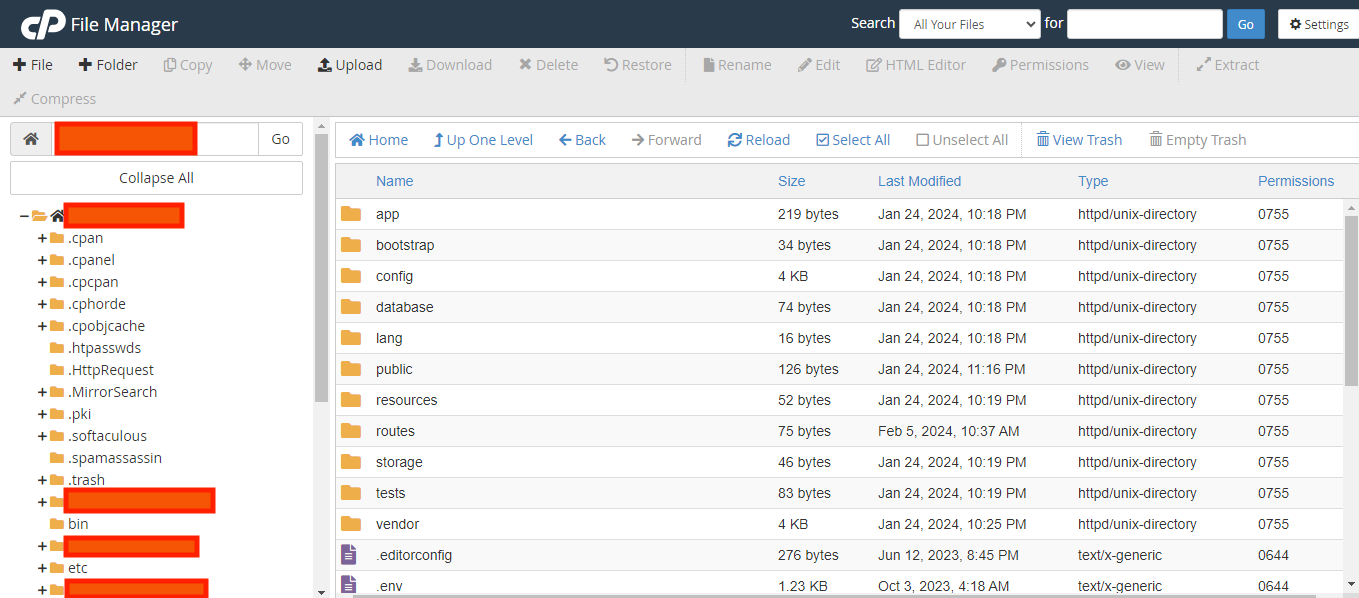 cP File Manager
Search All Your Files for Go Settings
File Folder Copy Move Upload Download Delete Restore Rename Edit HTML Editor Permissions View Extract
Compress
Go
Collapse All
.cpan
.cpanel
.cpcpan
.cphorde
.cpobjcache
.htpasswds
.HttpRequest
.MirrorSearch
.pki
.softaculous
.spamassassin
.trash
bin
etc
Home Up One Level Back Forward Reload Select All Unselect All View Trash Empty Trash
Name Size Last Modified Type Permissions
app 219 bytes Jan 24, 2024, 10:18 PM httpd/unix-directory 0755
bootstrap 34 bytes Jan 24, 2024, 10:18 PM httpd/unix-directory 0755
config 4 KB Jan 24, 2024, 10:18 PM httpd/unix-directory 0755
database 74 bytes Jan 24, 2024, 10:18 PM httpd/unix-directory 0755
lang 16 bytes Jan 24, 2024, 10:18 PM httpd/unix-directory 0755
public 126 bytes Jan 24, 2024, 11:16 PM httpd/unix-directory 0755
resources 52 bytes Jan 24, 2024, 10:19 PM httpd/unix-directory 0755
routes 75 bytes Feb 5, 2024, 10:37 AM httpd/unix-directory 0755
storage 46 bytes Jan 24, 2024, 10:19 PM httpd/unix-directory 0755
tests 83 bytes Jan 24, 2024, 10:19 PM httpd/unix-directory 0755
vendor 4 KB Jan 24, 2024, 10:25 PM httpd/unix-directory 0755
.editorconfig 276 bytes Jun 12, 2023, 8:45 PM text/x-generic 0644
.env 1.23 KB Oct 3, 2023, 4:18 AM text/x-generic 0644